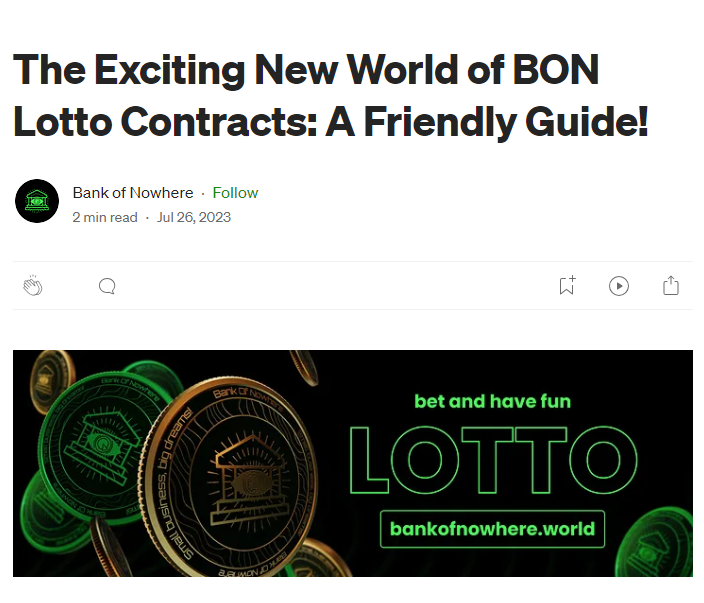 The Exciting New World of BON
Lotto Contracts: A Friendly Guide!
Bank of Nowhere · Follow
2 min read · Jul 26, 2023
Bank Of Nowhere
small business, big dreams!
Bank Of Nowhere
bet and have fun
LOTTO
bankofnowhere.world